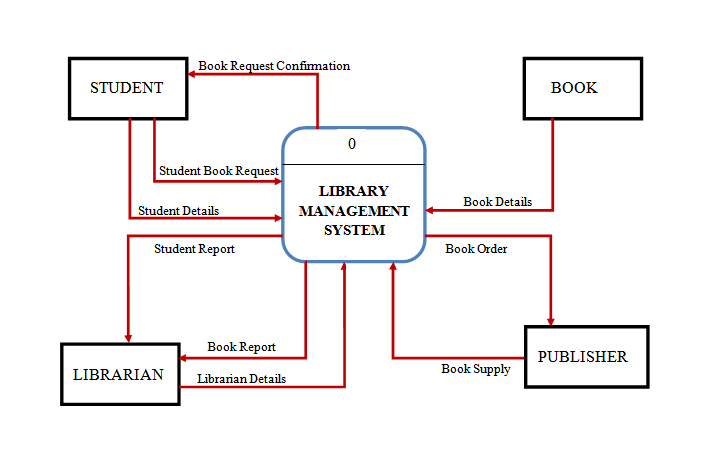 Book Request Confirmation
STUDENT
BOOK
0
Student Book Request
LIBRARY
MANAGEMENT
SYSTEM
Book Details
Student Details
Student Report
Book Order
Book Report
PUBLISHER
LIBRARIAN
Librarian Details
Book Supply